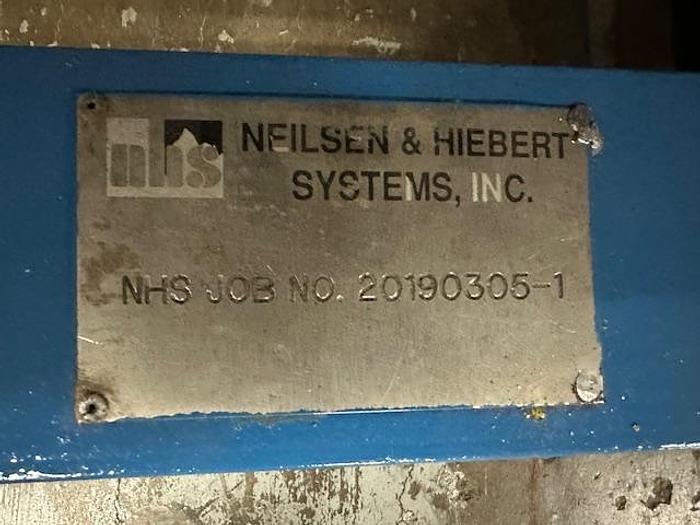 nhs
NEILSEN & HIEBERT
SYSTEMS, INC.
NHS JOB NO. 20190305-1